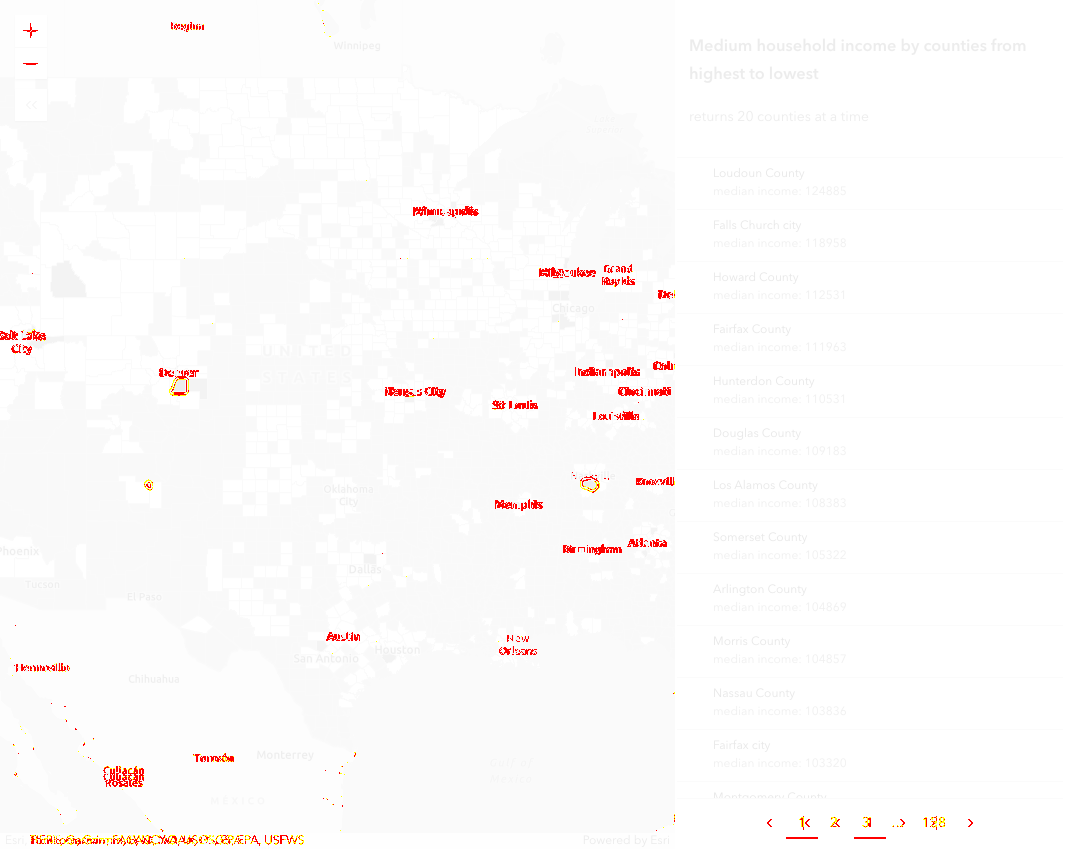 Winnipeg
Chicago
UNITED
STATES
Oklahoma
City
Phoenix
Tucson
El Paso
Dallas
Austin
New
Orleans
San Antonio
Houston
Chihuahua
Monterrey
Torreón
MÉXICO
Gulf of
Grand
Rapids
Milwaukee
Minneapolis
Denver
Salt Lake
City
Kansas City
St Louis
Indianapolis
Cincinnati
Louisville
Memphis
Birmingham
Atlanta
Hermosillo
Culiacán
Rosales
Powered by Esri
Medium household income by counties from
highest to lowest
returns 20 counties at a time
Loudoun County
median income: 124885
Falls Church city
median income: 118958
Howard County
median income: 112531
Fairfax County
median income: 111963
Hunterdon County
median income: 110531
Douglas County
median income: 109183
Los Alamos County
median income: 108383
Somerset County
median income: 105322
Arlington County
median income: 104869
Morris County
median income: 104857
Nassau County
median income: 103836
Fairfax city
median income: 103320
Montgomery County